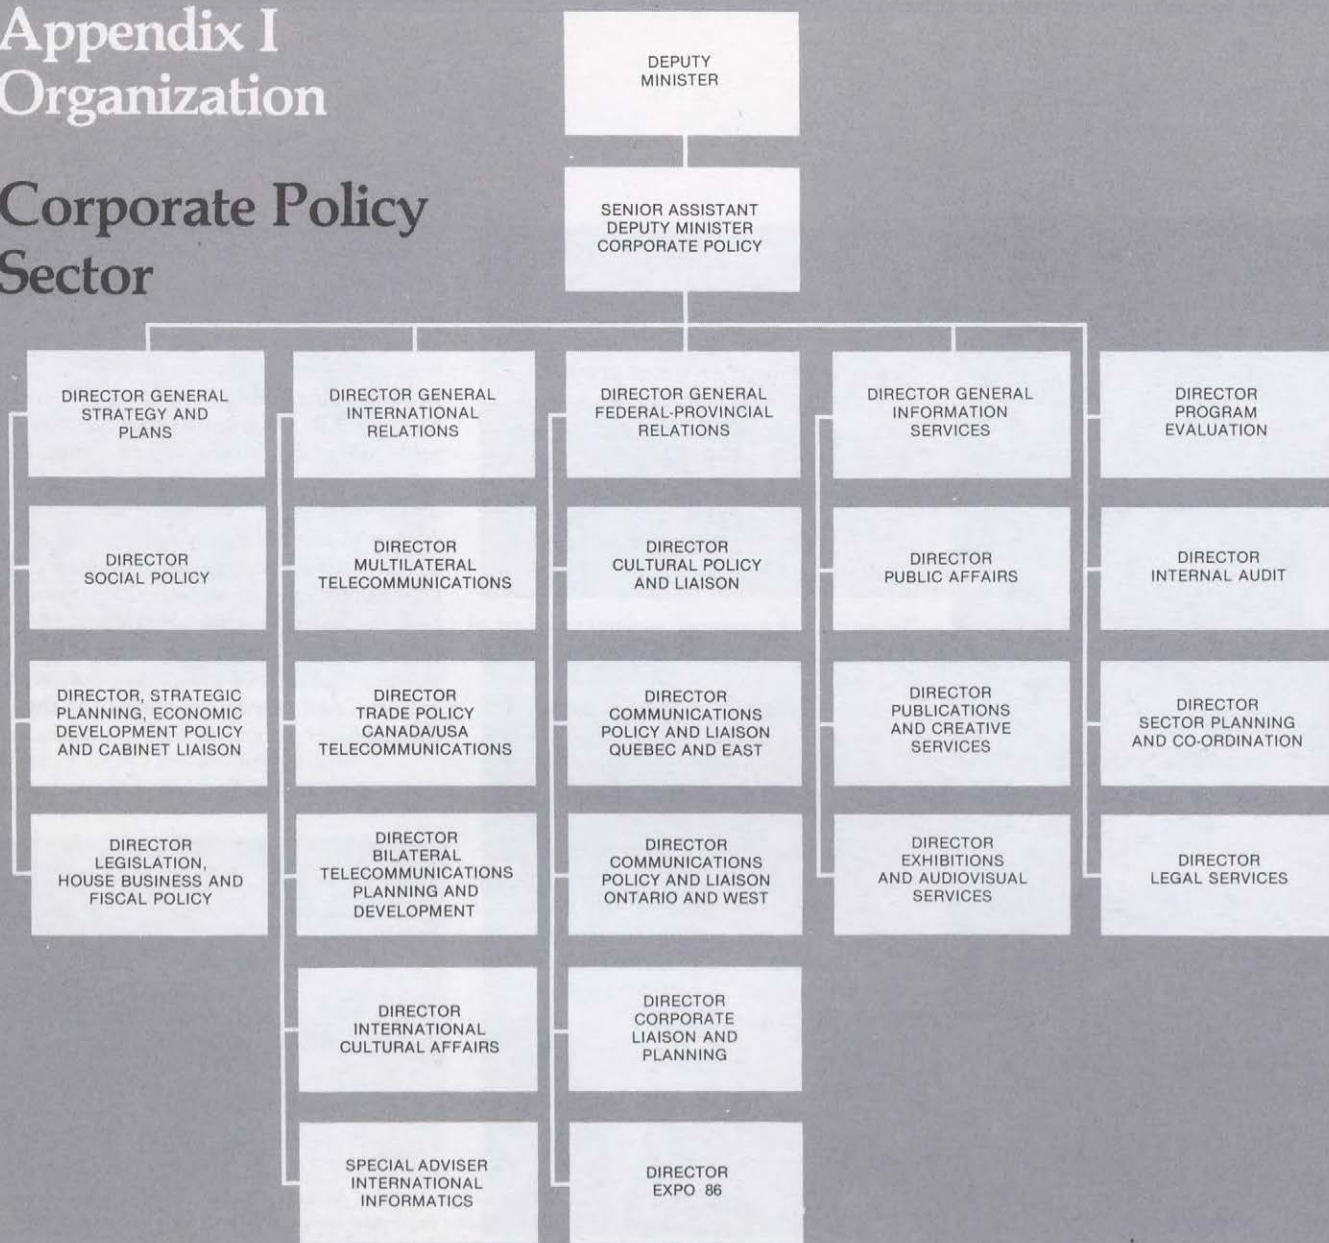 Appendix I
Organization
Corporate Policy
Sector
DEPUTY
MINISTER
SENIOR ASSISTANT
DEPUTY MINISTER
CORPORATE POLICY
DIRECTOR GENERAL
STRATEGY AND
PLANS
DIRECTOR
SOCIAL POLICY
DIRECTOR, STRATEGIC
PLANNING, ECONOMIC
DEVELOPMENT POLICY
AND CABINET LIAISON
DIRECTOR
LEGISLATION,
HOUSE BUSINESS AND
FISCAL POLICY
DIRECTOR GENERAL
INTERNATIONAL
RELATIONS
DIRECTOR
MULTILATERAL
TELECOMMUNICATIONS
DIRECTOR
TRADE POLICY
CANADA/USA
TELECOMMUNICATIONS
DIRECTOR
BILATERAL
TELECOMMUNICATIONS
PLANNING AND
DEVELOPMENT
DIRECTOR
INTERNATIONAL
CULTURAL AFFAIRS
SPECIAL ADVISER
INTERNATIONAL
INFORMATICS
DIRECTOR GENERAL
FEDERAL-PROVINCIAL
RELATIONS
DIRECTOR
CULTURAL POLICY
AND LIAISON
DIRECTOR
COMMUNICATIONS
POLICY AND LIAISON
QUEBEC AND EAST
DIRECTOR
COMMUNICATIONS
POLICY AND LIAISON
ONTARIO AND WEST
DIRECTOR
CORPORATE
LIAISON AND
PLANNING
DIRECTOR
EXPO 86
DIRECTOR GENERAL
INFORMATION
SERVICES
DIRECTOR
PUBLIC AFFAIRS
DIRECTOR
PUBLICATIONS
AND CREATIVE
SERVICES
DIRECTOR
EXHIBITIONS
AND AUDIOVISUAL
SERVICES
DIRECTOR
PROGRAM
EVALUATION
DIRECTOR
INTERNAL AUDIT
DIRECTOR
SECTOR PLANNING
AND CO-ORDINATION
DIRECTOR
LEGAL SERVICES